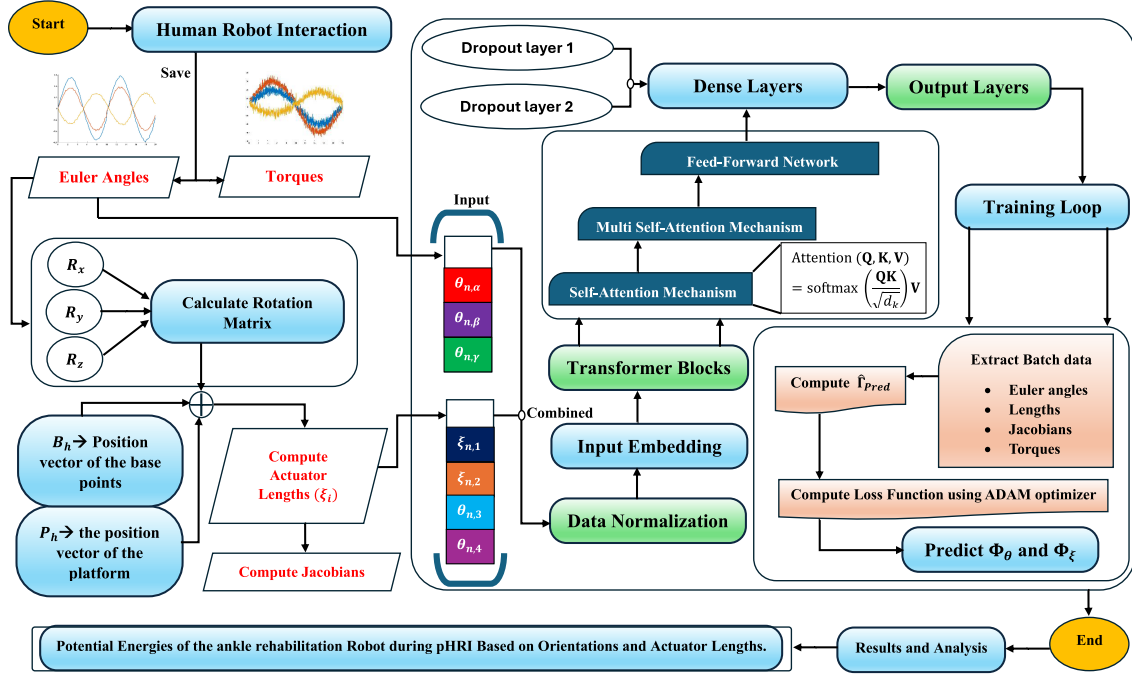 Start
Human Robot Interaction
Save
Euler Angles
Torques
R_x
R_y
R_z
Calculate Rotation
Matrix
B_h → Position
vector of the base
points
P_h → the position
vector of the
platform
Compute
Actuator
Lengths (ξ_i)
Compute Jacobians
Input
θ_{n,α}
θ_{n,β}
θ_{n,γ}
ξ_{n,1}
ξ_{n,2}
θ_{n,3}
θ_{n,4}
Combined
Dropout layer 1
Dropout layer 2
Dense Layers
Output Layers
Feed-Forward Network
Multi Self-Attention Mechanism
Self-Attention Mechanism
Attention (Q, K, V)
= softmax (QK / √d_k) V
Transformer Blocks
Input Embedding
Data Normalization
Training Loop
Extract Batch data
• Euler angles
• Lengths
• Jacobians
• Torques
Compute Γ̂_{Pred}
Compute Loss Function using ADAM optimizer
Predict Φ_θ and Φ_ξ
End
Results and Analysis
Potential Energies of the ankle rehabilitation Robot during pHRI Based on Orientations and Actuator Lengths.